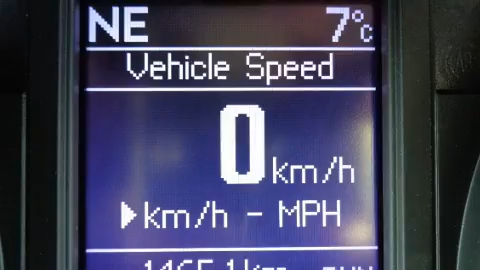 NE 7°C
Vehicle Speed
0 km/h
▶km/h - MPH